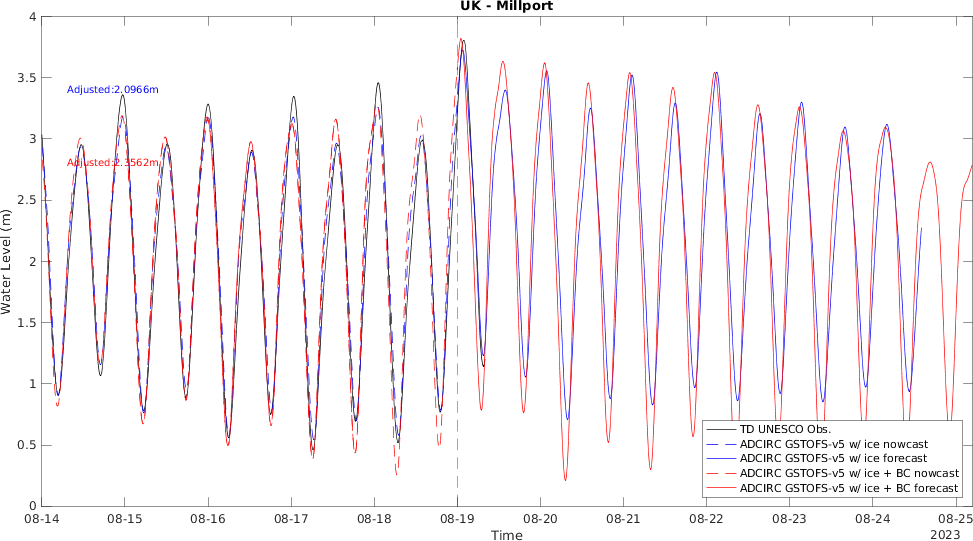 UK - Millport
Water Level (m)
4
3.5
3
2.5
2
1.5
1
0.5
0
Adjusted:2.0966m
Adjusted:2.3562m
TD UNESCO Obs.
ADCIRC GSTOFS-v5 w/ ice nowcast
ADCIRC GSTOFS-v5 w/ ice forecast
ADCIRC GSTOFS-v5 w/ ice + BC nowcast
ADCIRC GSTOFS-v5 w/ ice + BC forecast
08-14 08-15 08-16 08-17 08-18 08-19 08-20 08-21 08-22 08-23 08-24 08-25
Time
2023